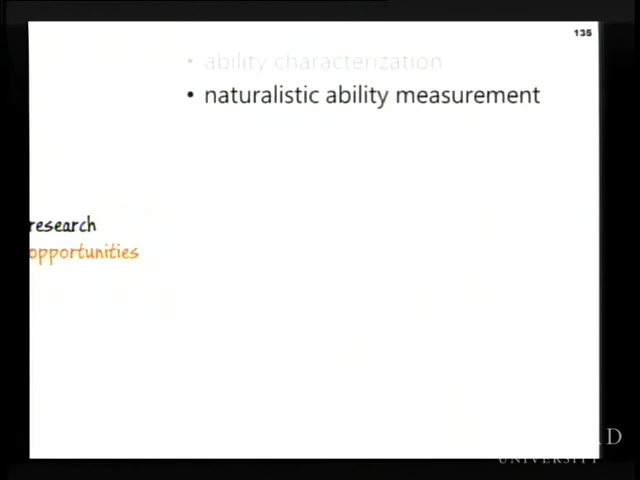 135
• ability characterization
• naturalistic ability measurement
research
opportunities
D
UNIVERSITY